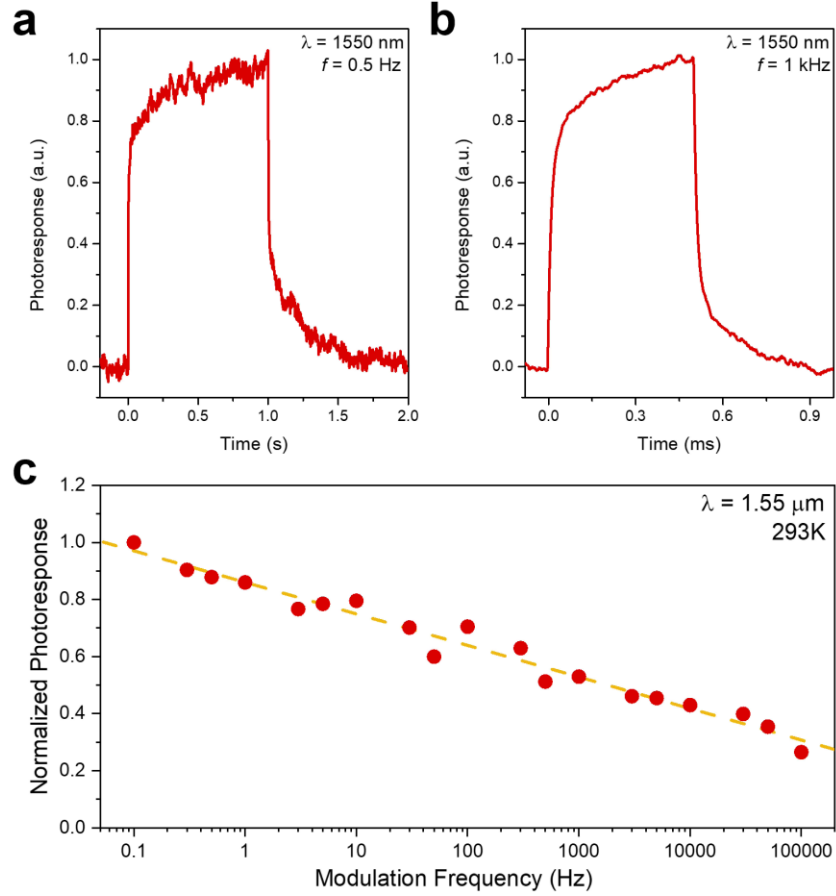 a
λ = 1550 nm
f = 0.5 Hz
1.0
0.8
0.6
0.4
0.2
0.0
Photoresponse (a.u.)
0.0 0.5 1.0 1.5 2.0
Time (s)
b
λ = 1550 nm
f = 1 kHz
1.0
0.8
0.6
0.4
0.2
0.0
Photoresponse (a.u.)
0.0 0.3 0.6 0.9
Time (ms)
c
λ = 1.55 μm
293K
1.2
1.0
0.8
0.6
0.4
0.2
0.0
Normalized Photoresponse
0.1 1 10 100 1000 10000 100000
Modulation Frequency (Hz)